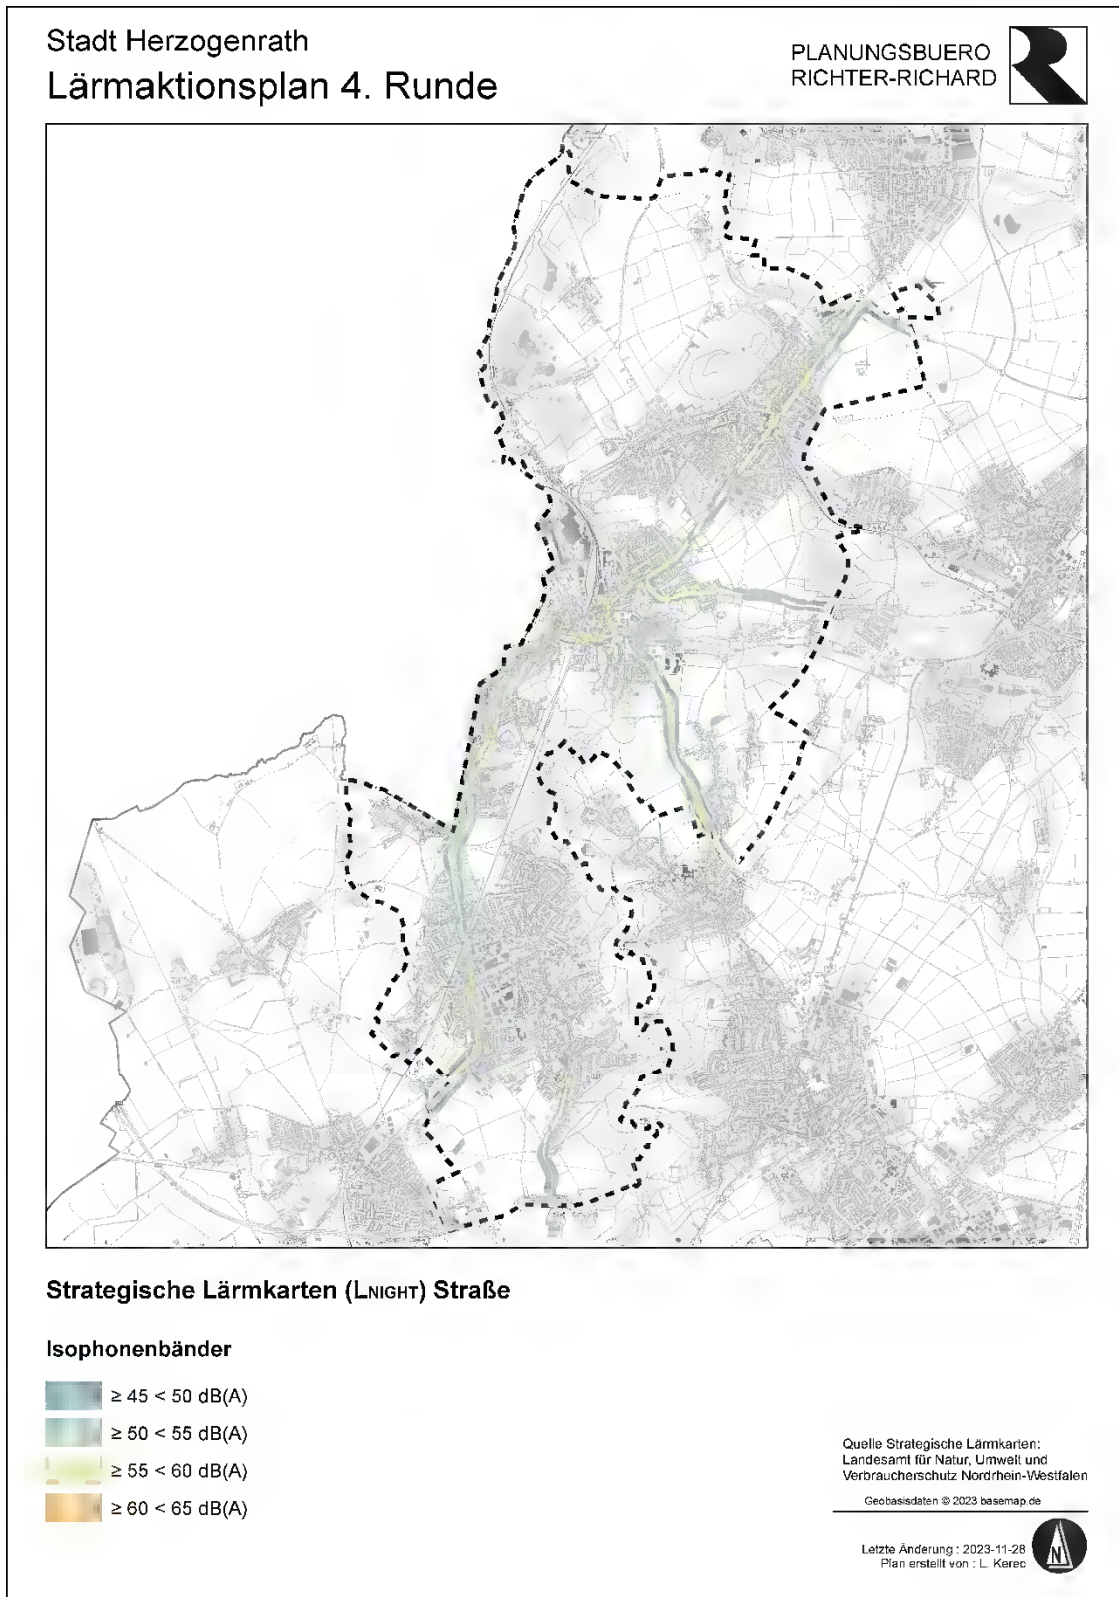 Stadt Herzogenrath
Lärmaktionsplan 4. Runde
PLANUNGSBUERO
RICHTER-RICHARD
Strategische Lärmkarten (LNIGHT) Straße
Isophonenbänder
≥ 45 < 50 dB(A)
≥ 50 < 55 dB(A)
≥ 55 < 60 dB(A)
≥ 60 < 65 dB(A)
Quelle Strategische Lärmkarten:
Landesamt für Natur, Umwelt und
Verbraucherschutz Nordrhein-Westfalen
Geobasisdaten © 2023 basemap.de
Letzte Änderung : 2023-11-28
Plan erstellt von : L. Kerec
N